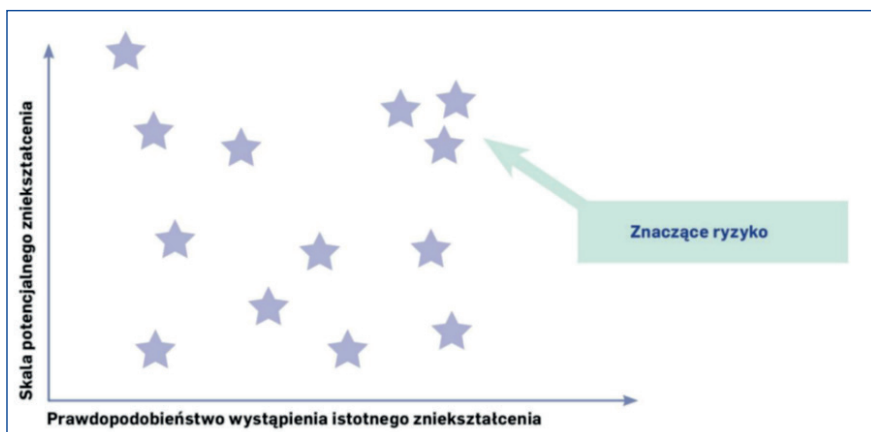 Skala potencjalnego zniekształcenia
Znaczące ryzyko
Prawdopodobieństwo wystąpienia istotnego zniekształcenia